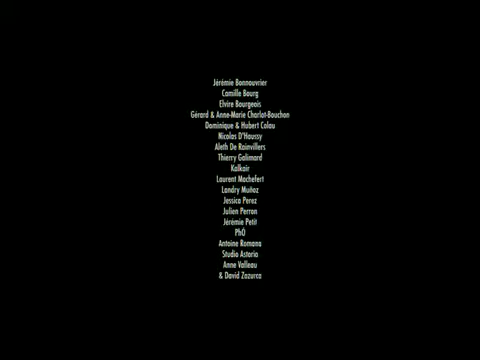 Jérémie Bonnouvrier
Camille Bourg
Elvire Bourgeois
Gérard & Anne-Marie Charlot-Bouchon
Dominique & Hubert Colau
Nicolas D'Haussy
Aleth De Rainvillers
Thierry Galimard
Kalkair
Laurent Machefert
Landry Muñoz
Jessica Perez
Julien Perron
Jérémie Petit
PhO
Antoine Romana
Studio Astoria
Anne Valleau
& David Zazurca